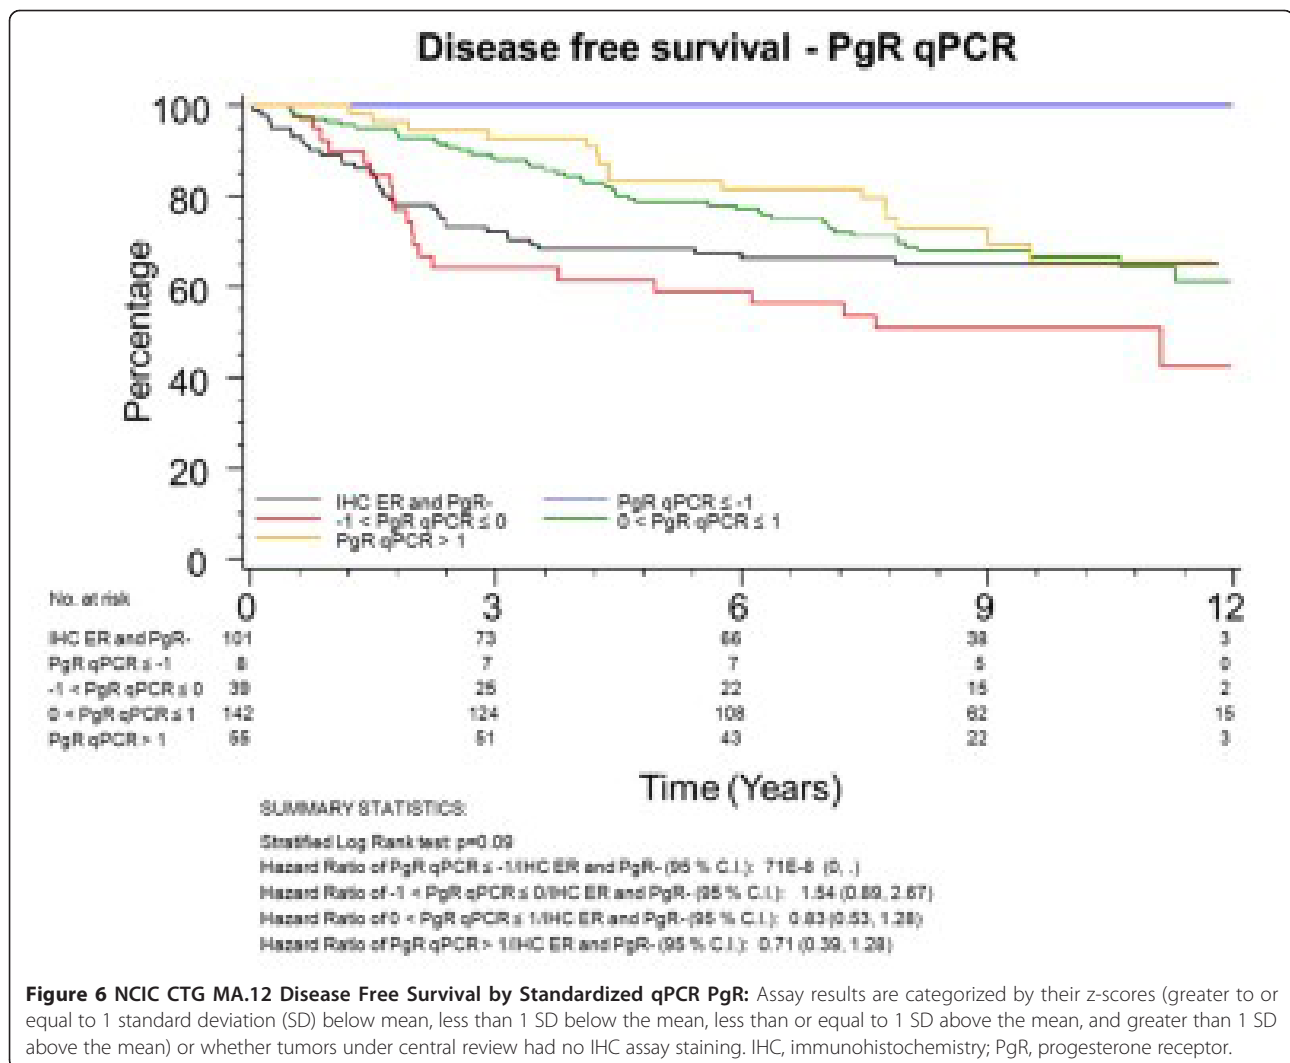 Disease free survival - PgR qPCR
Percentage
100
80
60
40
20
0
IHC ER and PgR- PgR qPCR ≤ -1
-1 < PgR qPCR ≤ 0 0 < PgR qPCR ≤ 1
PgR qPCR > 1
No. at risk
0 3 6 9 12
IHC ER and PgR- 101 73 66 38 3
PgR qPCR ≤ -1 8 7 7 5 0
-1 < PgR qPCR ≤ 0 39 25 22 15 2
0 < PgR qPCR ≤ 1 142 124 108 62 15
PgR qPCR > 1 55 51 43 22 3
Time (Years)
SUMMARY STATISTICS:
Stratified Log Rank test: p=0.09
Hazard Ratio of PgR qPCR ≤ -1/IHC ER and PgR- (95 % C.I.): 71E-8 (0, .)
Hazard Ratio of -1 < PgR qPCR ≤ 0/IHC ER and PgR- (95 % C.I.): 1.54 (0.89, 2.67)
Hazard Ratio of 0 < PgR qPCR ≤ 1/IHC ER and PgR- (95 % C.I.): 0.83 (0.53, 1.28)
Hazard Ratio of PgR qPCR > 1/IHC ER and PgR- (95 % C.I.): 0.71 (0.39, 1.28)
Figure 6 NCIC CTG MA.12 Disease Free Survival by Standardized qPCR PgR: Assay results are categorized by their z-scores (greater to or
equal to 1 standard deviation (SD) below mean, less than 1 SD below the mean, less than or equal to 1 SD above the mean, and greater than 1 SD
above the mean) or whether tumors under central review had no IHC assay staining. IHC, immunohistochemistry; PgR, progesterone receptor.